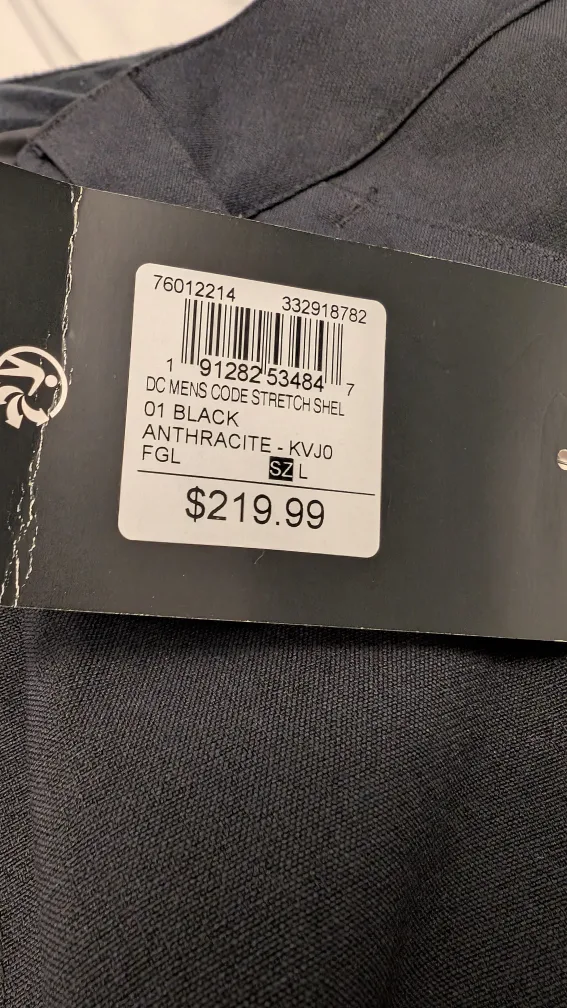 76012214 332918782
1 91282 53484 7
DC MENS CODE STRETCH SHEL
01 BLACK
ANTHRACITE - KVJ0
FGL SZ L
$219.99